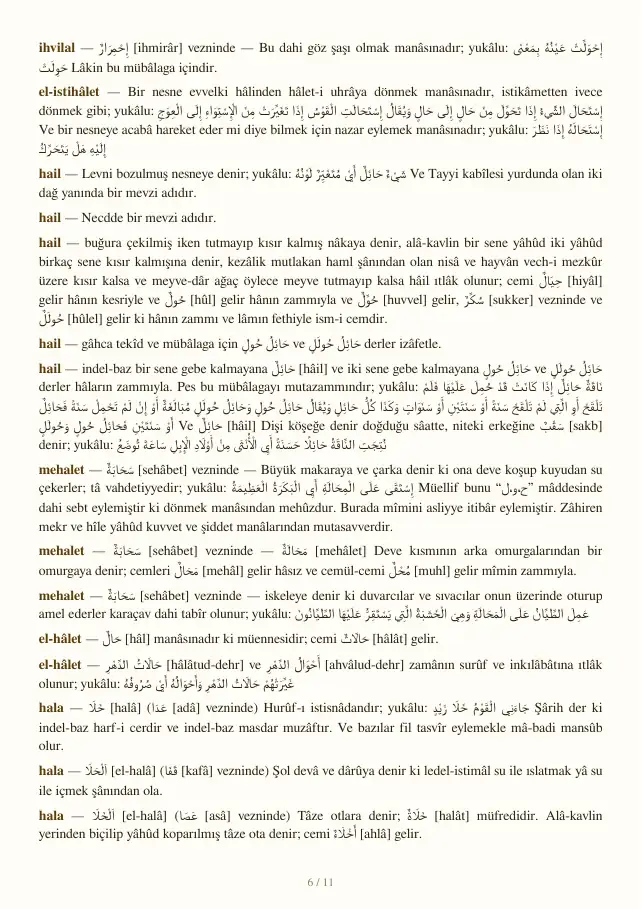 ihvilal — إِحْمِرَارٌ [ihmirâr] vezninde — Bu dahi göz şaşı olmak manâsınadır; yukâlu: إِحْوَلَّتْ عَيْنُهُ بِمَعْنَى
حَوِلَتْ Lâkin bu mübâlaga içindir.
el-istihâlet — Bir nesne evvelki hâlinden hâlet-i uhrâya dönmek manâsınadır, istikâmetten ivece
dönmek gibi; yukâlu: إِسْتَحَالَ الشَّيءُ إِذَا تَحَوَّلَ مِنْ حَالٍ إِلَى حَالٍ وَيُقَالُ إِسْتَحَالَتِ الْقَوْسُ إِذَا تَغَيَّرَتْ مِنَ الْإِسْتِوَاءِ إِلَى الْعِوَجِ
Ve bir nesneye acabâ hareket eder mi diye bilmek için nazar eylemek manâsınadır; yukâlu: إِسْتَحَالَهُ إِذَا نَظَرَ
إِلَيْهِ هَلْ يَتَحَرَّكُ
hail — Levni bozulmuş nesneye denir; yukâlu: شَيْءٌ حَائِلٌ أَيْ مُتَغَيِّرٌ لَوْنُهُ Ve Tayyi kabîlesi yurdunda olan iki
dağ yanında bir mevzi adıdır.
hail — Necdde bir mevzi adıdır.
hail — buğura çekilmiş iken tutmayıp kısır kalmış nâkaya denir, alâ-kavlin bir sene yâhûd iki yâhûd
birkaç sene kısır kalmışına denir, kezâlik mutlakan haml şânından olan nisâ ve hayvân vech-i mezkûr
üzere kısır kalsa ve meyve-dâr ağaç öylece meyve tutmayıp kalsa hâil ıtlâk olunur; cemi حِيَالٌ [hiyâl]
gelir hânın kesriyle ve حُولٌ [hûl] gelir hânın zammıyla ve حُوَّلٌ [huvvel] gelir, سُكَّرٌ [sukker] vezninde ve
حُولَلٌ [hûlel] gelir ki hânın zammı ve lâmın fethiyle ism-i cemdir.
hail — gâhca tekîd ve mübâlaga için حَائِلُ حُولٍ ve حَائِلُ حُولَلٍ derler izâfetle.
hail — indel-baz bir sene gebe kalmayana حَائِلٌ [hâil] ve iki sene gebe kalmayana حَائِلُ حُولٍ ve حَائِلُ حُولَلٍ
derler hâların zammıyla. Pes bu mübâlagayı mutazammındır; yukâlu: نَاقَةٌ حَائِلٌ إِذَا كَانَتْ قَدْ حُمِلَ عَلَيْهَا فَلَمْ
تَلْقَحْ أَوِ الَّتِي لَمْ تَلْقَحْ سَنَةً أَوْ سَنَتَيْنِ أَوْ سَنَوَاتٍ وَكَذَا كُلُّ حَائِلٍ وَيُقَالُ حَائِلُ حُولٍ وَحَائِلُ حُولَلٍ مُبَالَغَةٌ أَوْ إِنْ لَمْ تَحْمِلْ سَنَةً فَحَائِلٌ
أَوْ سَنَتَيْنِ فَحَائِلُ حُولٍ وَحُولَلٍ Ve حَائِلٌ [hâil] Dişi köşeğe denir doğduğu sâatte, niteki erkeğine سَقْبٌ [sakb]
denir; yukâlu: نُتِجَتِ النَّاقَةُ حَائِلًا حَسَنَةً أَيِ الْأُنْثَى مِنْ أَوْلَادِ الْإِبِلِ سَاعَةَ تُوضَعُ
mehalet — سَحَابَةٌ [sehâbet] vezninde — Büyük makaraya ve çarka denir ki ona deve koşup kuyudan su
çekerler; tâ vahdetiyyedir; yukâlu: إِسْتَقَى عَلَى الْمَحَالَةِ أَيِ الْبَكَرَةِ الْعَظِيمَةِ Müellif bunu “ح،و،ل” mâddesinde
dahi sebt eylemiştir ki dönmek manâsından mehûzdur. Burada mîmini asliyye itibâr eylemiştir. Zâhiren
mekr ve hîle yâhûd kuvvet ve şiddet manâlarından mutasavverdir.
mehalet — سَحَابَةٌ [sehâbet] vezninde — مَحَالَةٌ [mehâlet] Deve kısmının arka omurgalarından bir
omurgaya denir; cemleri مَحَالٌ [mehâl] gelir hâsız ve cemül-cemi مُحْلٌ [muhl] gelir mîmin zammıyla.
mehalet — سَحَابَةٌ [sehâbet] vezninde — iskeleye denir ki duvarcılar ve sıvacılar onun üzerinde oturup
amel ederler karaçav dahi tabîr olunur; yukâlu: عَمِلَ الطَّيَّانُ عَلَى الْمَحَالَةِ وَهِيَ الْخَشَبَةُ الَّتِي يَسْتَقِرُّ عَلَيْهَا الطَّيَّانُونَ
el-hâlet — حَالٌ [hâl] manâsınadır ki müennesidir; cemi حَالَاتٌ [hâlât] gelir.
el-hâlet — حَالَاتُ الدَّهْرِ [hâlâtud-dehr] ve أَحْوَالُ الدَّهْرِ [ahvâlud-dehr] zamânın surûf ve inkılâbâtına ıtlâk
olunur; yukâlu: غَيَّرَتْهُمْ حَالَاتُ الدَّهْرِ وَأَحْوَالُهُ أَيْ صُرُوفُهُ
hala — خَلَا [halâ] (عَدَا [adâ] vezninde) Hurûf-ı istisnâdandır; yukâlu: جَاءَنِي الْقَوْمُ خَلَا زَيْدٍ Şârih der ki
indel-baz harf-i cerdir ve indel-baz masdar muzâftır. Ve bazılar fil tasvîr eylemekle mâ-badi mansûb
olur.
hala — اَلْخَلَا [el-halâ] (قَفَا [kafâ] vezninde) Şol devâ ve dârûya denir ki ledel-istimâl su ile ıslatmak yâ su
ile içmek şânından ola.
hala — اَلْخَلَا [el-halâ] (عَصَا [asâ] vezninde) Tâze otlara denir; خَلَاةٌ [halât] müfredidir. Alâ-kavlin
yerinden biçilip yâhûd koparılmış tâze ota denir; cemi أَخْلَاءٌ [ahlâ] gelir.
6 / 11